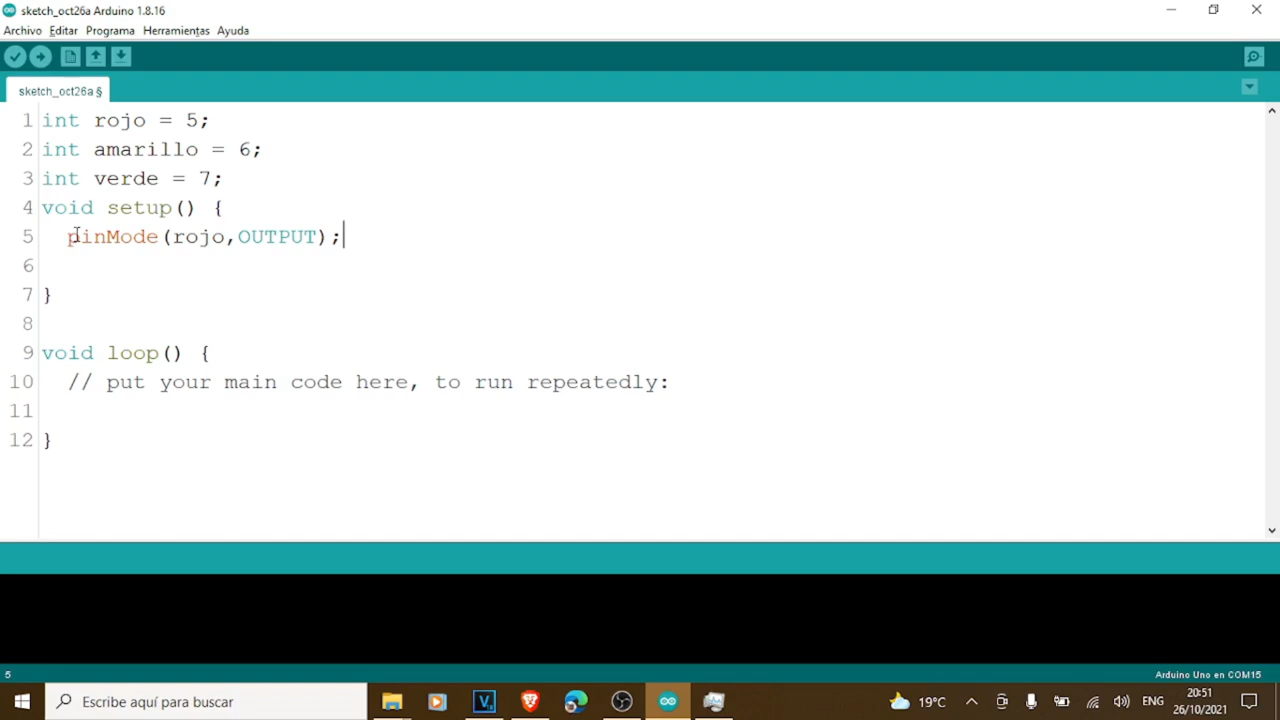 sketch_oct26a Arduino 1.8.16
Archivo Editar Programa Herramientas Ayuda
sketch_oct26a §
1 int rojo = 5;
2 int amarillo = 6;
3 int verde = 7;
4 void setup() {
5 pinMode(rojo,OUTPUT);
6
7 }
8
9 void loop() {
10 // put your main code here, to run repeatedly:
11
12 }
5
Arduino Uno en COM15
Escribe aquí para buscar
19°C
ENG
20:51
26/10/2021